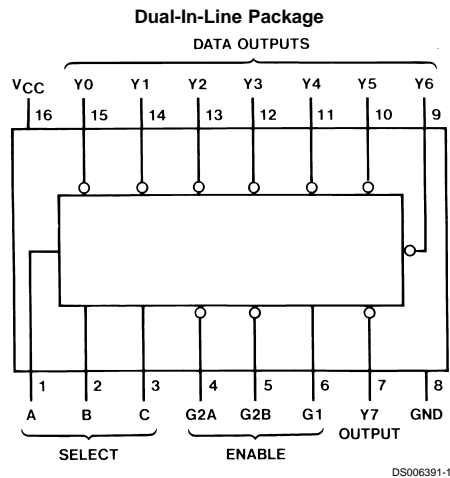 Dual-In-Line Package
DATA OUTPUTS
VCC Y0 Y1 Y2 Y3 Y4 Y5 Y6
16 15 14 13 12 11 10 9
1 2 3 4 5 6 7 8
A B C G2A G2B G1 Y7 GND
OUTPUT
SELECT ENABLE
DS006391-1